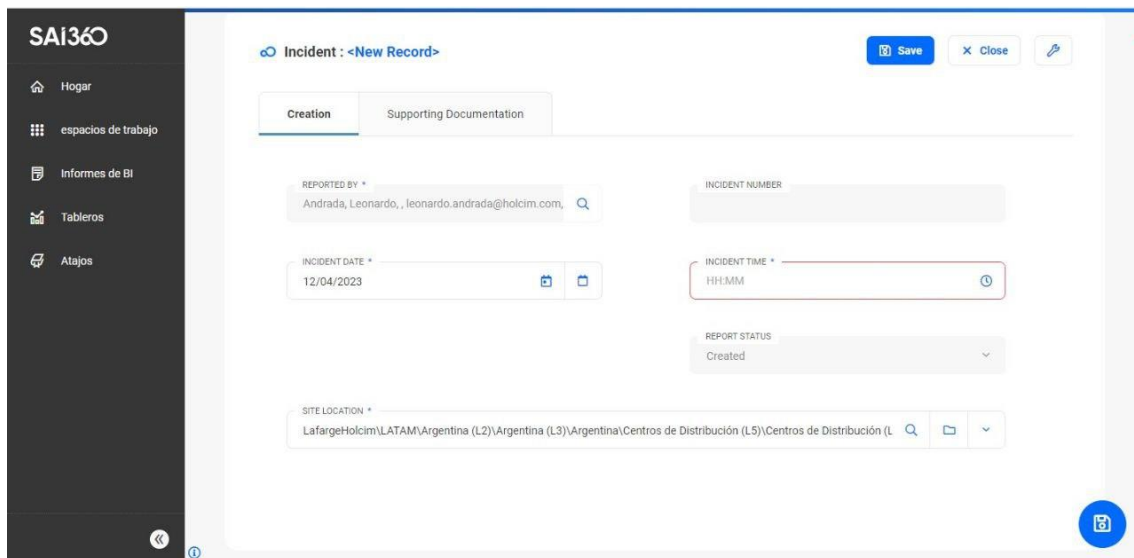 SAI360
Incident : <New Record>
Save
Close
Hogar
espacios de trabajo
Informes de BI
Tableros
Atajos
Creation
Supporting Documentation
REPORTED BY *
Andrada, Leonardo, , leonardo.andrada@holcim.com,
INCIDENT NUMBER
INCIDENT DATE *
12/04/2023
INCIDENT TIME *
HH:MM
REPORT STATUS
Created
SITE LOCATION *
LafargeHolcim\LATAM\Argentina (L2)\Argentina (L3)\Argentina\Centros de Distribución (L5)\Centros de Distribución (L